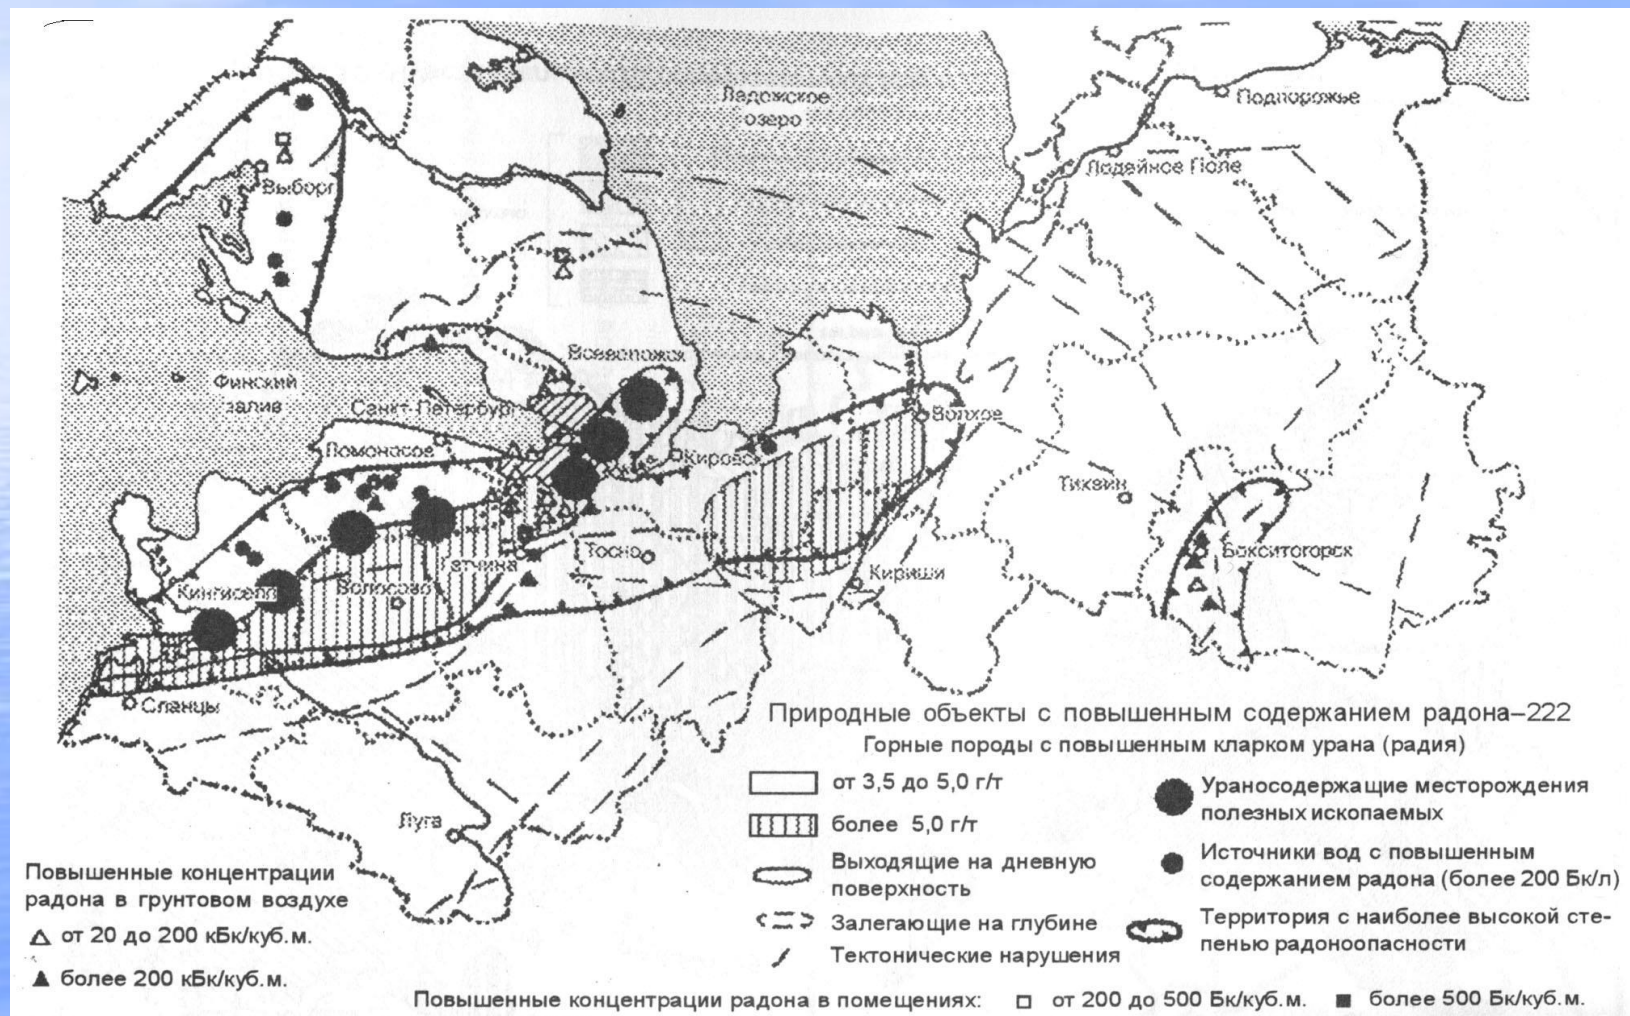 Ладожское
озеро
Подпорожье
Лодейное Поле
Выборг
Всеволожск
Финский
залив
Санкт-Петербург
Ломоносов
Кировск
Волхов
Тихвин
Бокситогорск
Тосно
Гатчина
Кириши
Кингисепп
Волосово
Сланцы
Луга
Природные объекты с повышенным содержанием радона–222
Горные породы с повышенным кларком урана (радия)
от 3,5 до 5,0 г/т
более 5,0 г/т
Выходящие на дневную
поверхность
Залегающие на глубине
Тектонические нарушения
Ураносодержащие месторождения
полезных ископаемых
Источники вод с повышенным
содержанием радона (более 200 Бк/л)
Территория с наиболее высокой сте-
пенью радоноопасности
Повышенные концентрации
радона в грунтовом воздухе
от 20 до 200 кБк/куб.м.
более 200 кБк/куб.м.
Повышенные концентрации радона в помещениях: от 200 до 500 Бк/куб.м. более 500 Бк/куб.м.